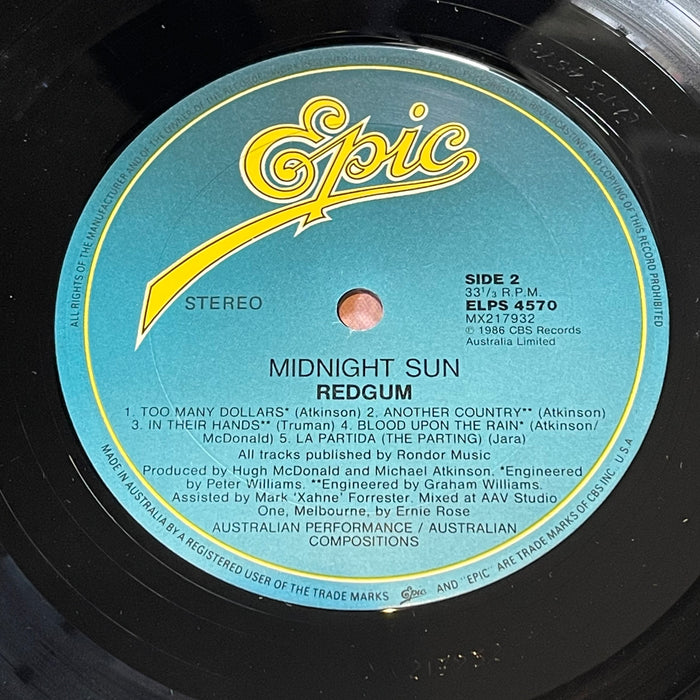 Epic
STEREO
SIDE 2
33¹/₃ R.P.M.
ELPS 4570
MX217932
℗ 1986 CBS Records
Australia Limited
MIDNIGHT SUN
REDGUM
1. TOO MANY DOLLARS* (Atkinson) 2. ANOTHER COUNTRY** (Atkinson)
3. IN THEIR HANDS** (Truman) 4. BLOOD UPON THE RAIN* (Atkinson/
McDonald) 5. LA PARTIDA (THE PARTING) (Jara)
All tracks published by Rondor Music
Produced by Hugh McDonald and Michael Atkinson. *Engineered
by Peter Williams. **Engineered by Graham Williams.
Assisted by Mark 'Xahne' Forrester. Mixed at AAV Studio
One, Melbourne, by Ernie Rose
AUSTRALIAN PERFORMANCE / AUSTRALIAN
COMPOSITIONS
ALL RIGHTS OF THE MANUFACTURER AND OF THE OWNER OF THE BROADCASTING AND COPYING OF THIS RECORD PROHIBITED
MADE IN AUSTRALIA BY A REGISTERED USER OF THE TRADE MARKS Epic AND "EPIC" ARE TRADE MARKS OF CBS INC. U.S.A